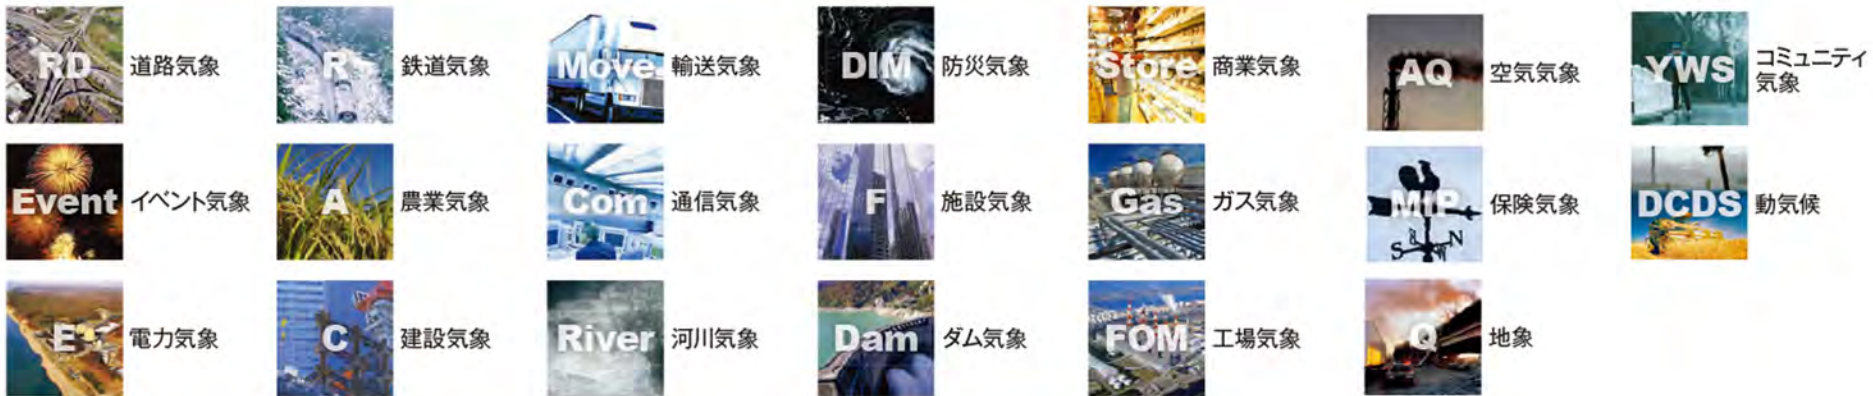 RD 道路気象
R 鉄道気象
Move 輸送気象
DIM 防災気象
Store 商業気象
AQ 空気気象
YWS コミュニティ
気象
Event イベント気象
A 農業気象
Com 通信気象
F 施設気象
Gas ガス気象
MfP 保険気象
S N W
DCDS 動気候
E 電力気象
C 建設気象
River 河川気象
Dam ダム気象
FOM 工場気象
Q 地象